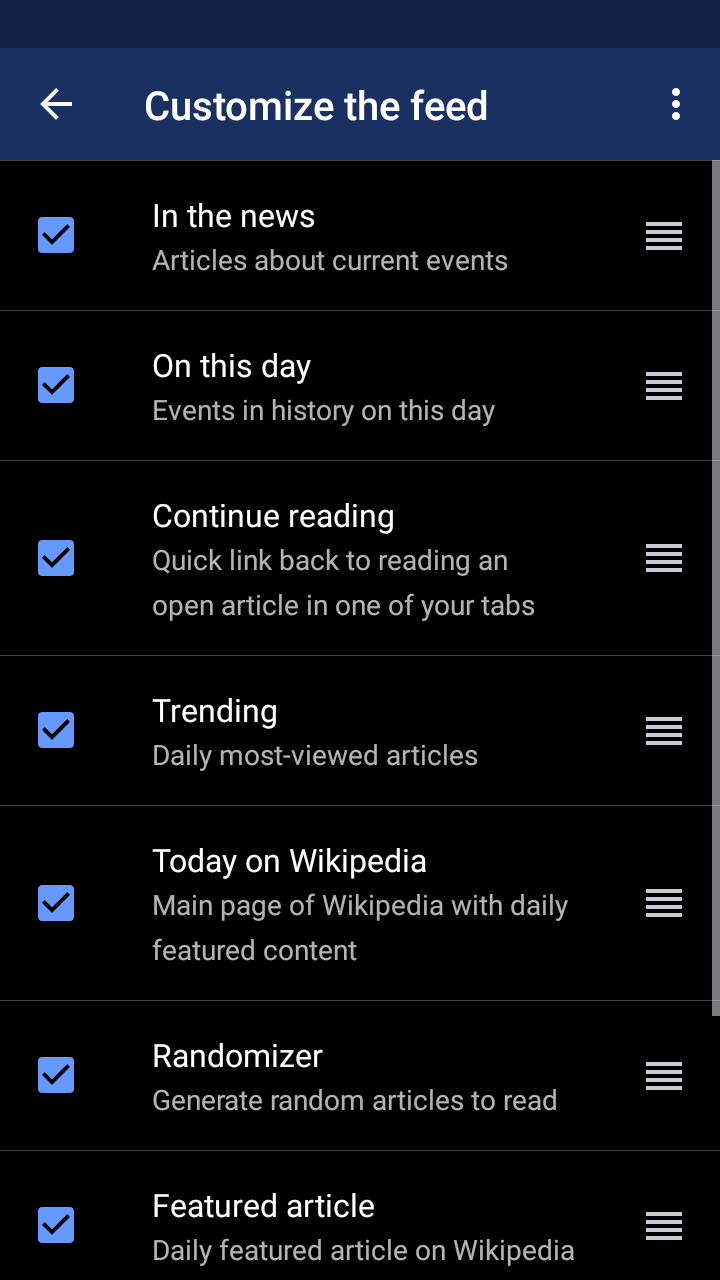 Customize the feed
In the news
Articles about current events
On this day
Events in history on this day
Continue reading
Quick link back to reading an
open article in one of your tabs
Trending
Daily most-viewed articles
Today on Wikipedia
Main page of Wikipedia with daily
featured content
Randomizer
Generate random articles to read
Featured article
Daily featured article on Wikipedia